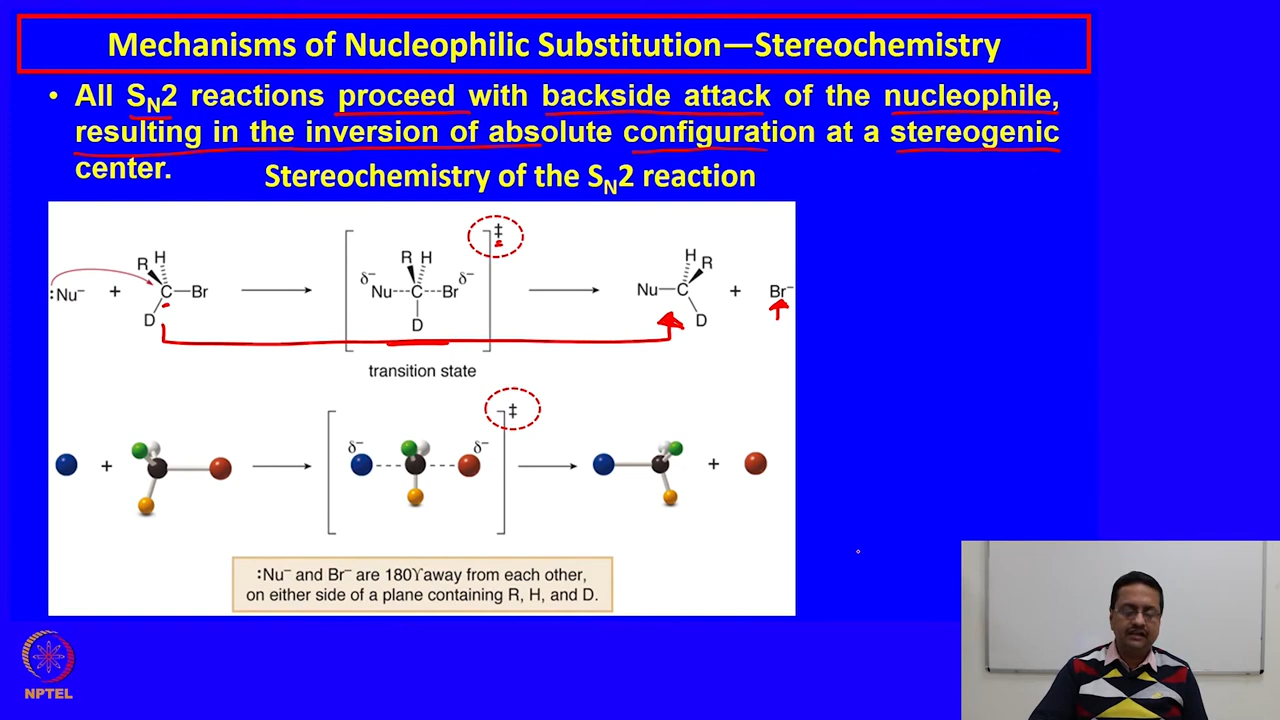 Mechanisms of Nucleophilic Substitution—Stereochemistry
• All SN2 reactions proceed with backside attack of the nucleophile,
resulting in the inversion of absolute configuration at a stereogenic
center.
Stereochemistry of the SN2 reaction
:Nu⁻ + R H C—Br D
δ⁻ R H δ⁻ Nu---C---Br D ‡
H R Nu—C D + Br⁻
transition state
+ δ⁻ δ⁻ ‡ +
:Nu⁻ and Br⁻ are 180ϒaway from each other,
on either side of a plane containing R, H, and D.
NPTEL